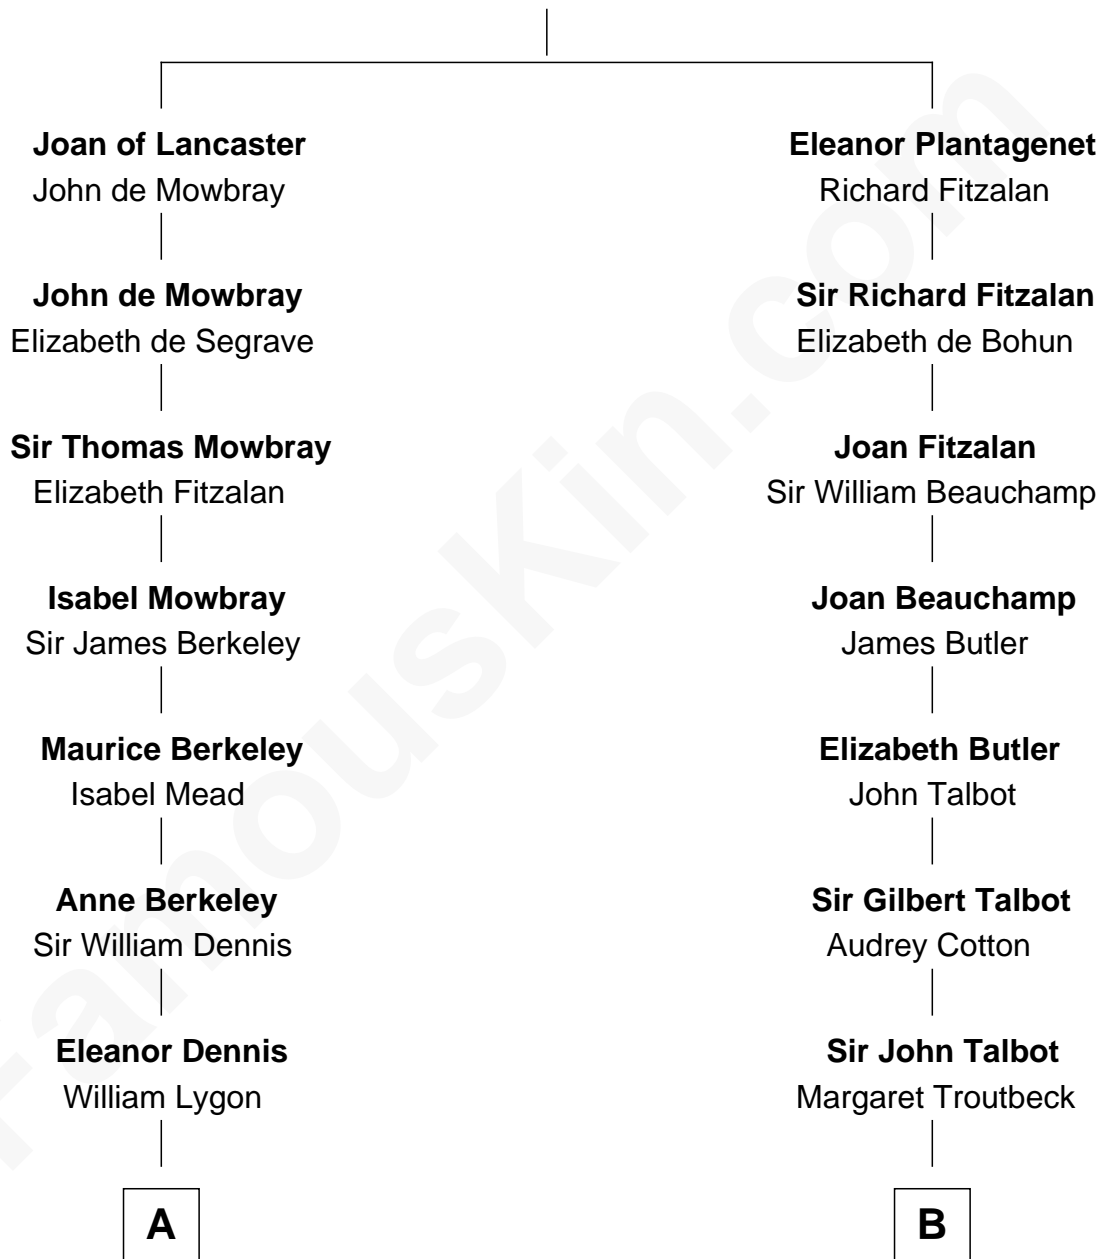 Joan of Lancaster
John de Mowbray
John de Mowbray
Elizabeth de Segrave
Sir Thomas Mowbray
Elizabeth Fitzalan
Isabel Mowbray
Sir James Berkeley
Maurice Berkeley
Isabel Mead
Anne Berkeley
Sir William Dennis
Eleanor Dennis
William Lygon
A
Eleanor Plantagenet
Richard Fitzalan
Sir Richard Fitzalan
Elizabeth de Bohun
Joan Fitzalan
Sir William Beauchamp
Joan Beauchamp
James Butler
Elizabeth Butler
John Talbot
Sir Gilbert Talbot
Audrey Cotton
Sir John Talbot
Margaret Troutbeck
B
FamousKin.com